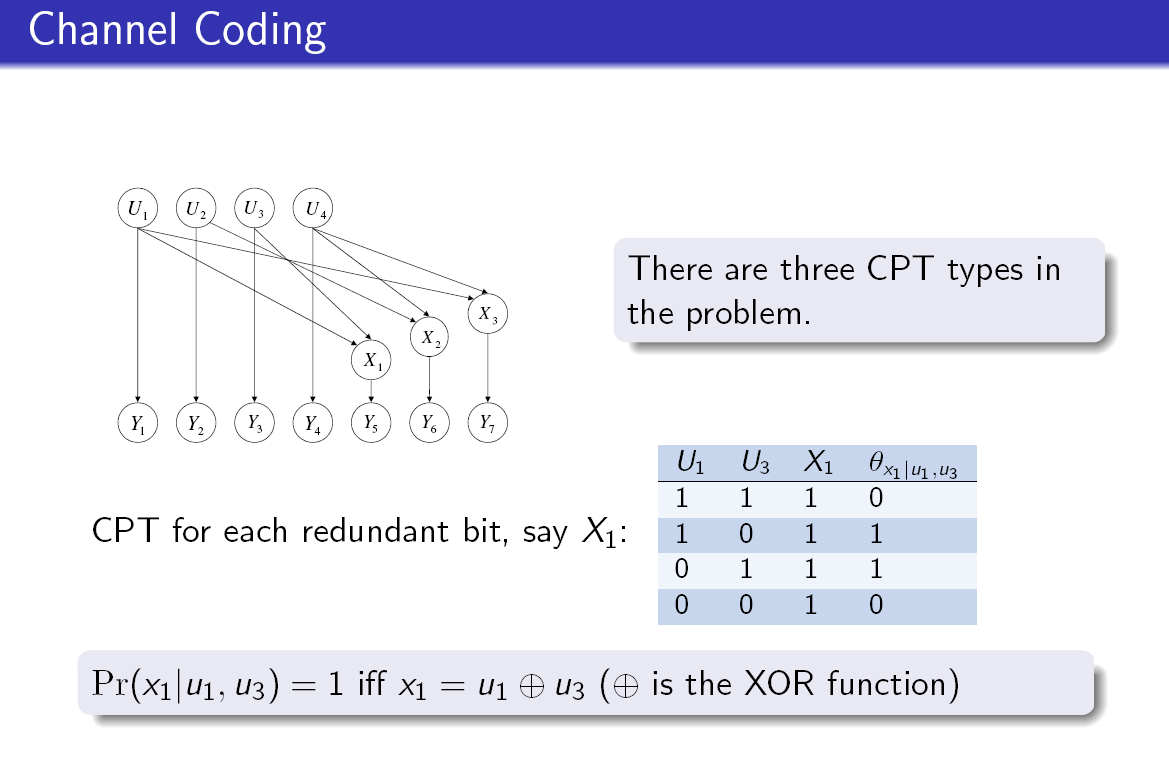 Channel Coding
U1 U2 U3 U4
There are three CPT types in
the problem.
X3
X2
X1
Y1 Y2 Y3 Y4 Y5 Y6 Y7
U1 U3 X1 θx1|u1,u3
1 1 1 0
1 0 1 1
0 1 1 1
0 0 1 0
CPT for each redundant bit, say X1:
Pr(x1|u1, u3) = 1 iff x1 = u1 ⊕ u3 (⊕ is the XOR function)